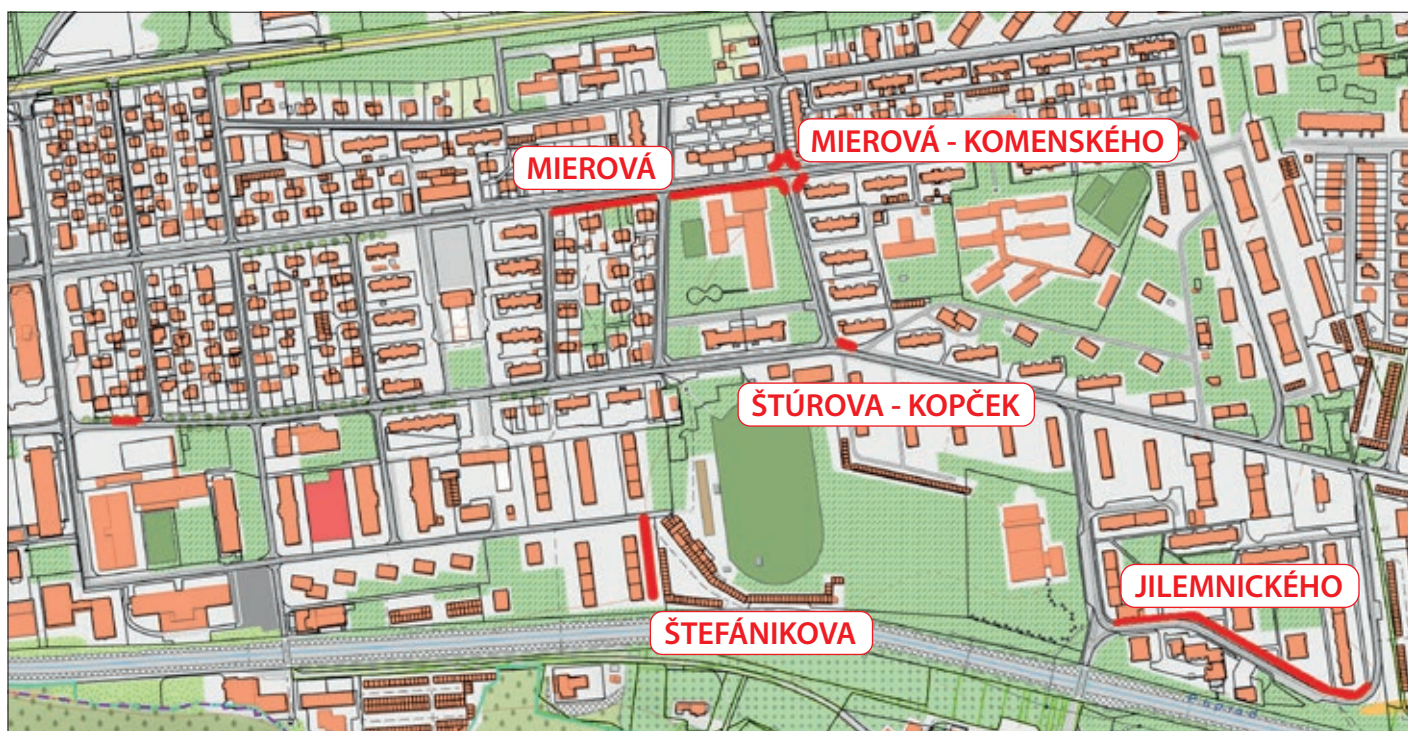 MIEROVÁ - KOMENSKÉHO
MIEROVÁ
ŠTÚROVA - KOPČEK
JILEMNICKÉHO
ŠTEFÁNIKOVA